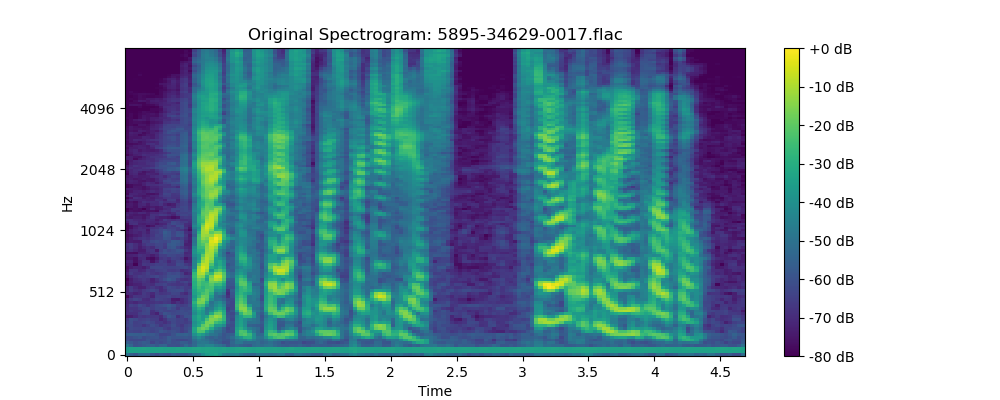 Original Spectrogram: 5895-34629-0017.flac
Hz
4096
2048
1024
512
0
0 0.5 1 1.5 2 2.5 3 3.5 4 4.5
Time
+0 dB
-10 dB
-20 dB
-30 dB
-40 dB
-50 dB
-60 dB
-70 dB
-80 dB